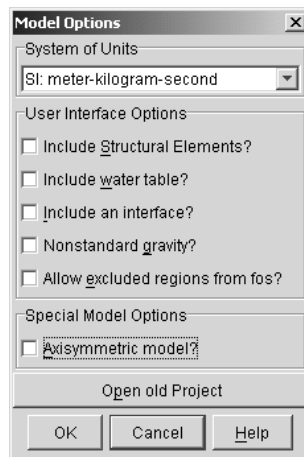 Model Options
System of Units
SI: meter-kilogram-second
User Interface Options
Include Structural Elements?
Include water table?
Include an interface?
Nonstandard gravity?
Allow excluded regions from fos?
Special Model Options
Axisymmetric model?
Open old Project
OK Cancel Help